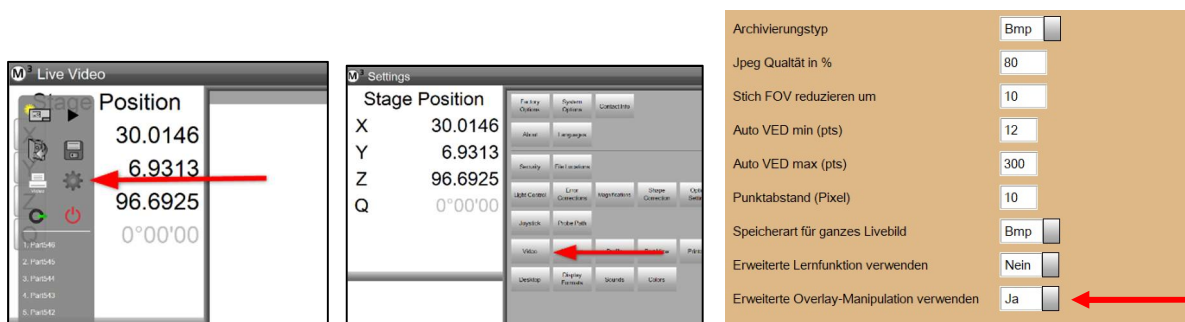 M³ Live Video
Stage Position
X 30.0146
Y 6.9313
Z 96.6925
Q 0°00'00
1. Part546
2. Part545
3. Part544
4. Part543
5. Part542
M³ Settings
Stage Position
X 30.0146
Y 6.9313
Z 96.6925
Q 0°00'00
Factory Options
System Options
Contact Info
About
Languages
Security
File Locations
Light Control
Error Corrections
Magnifications
Shape Correction
Joystick
Probe Path
Video
Desktop
Display Formats
Sounds
Colors
Archivierungstyp Bmp
Jpeg Qualtät in % 80
Stich FOV reduzieren um 10
Auto VED min (pts) 12
Auto VED max (pts) 300
Punktabstand (Pixel) 10
Speicherart für ganzes Livebild Bmp
Erweiterte Lernfunktion verwenden Nein
Erweiterte Overlay-Manipulation verwenden Ja